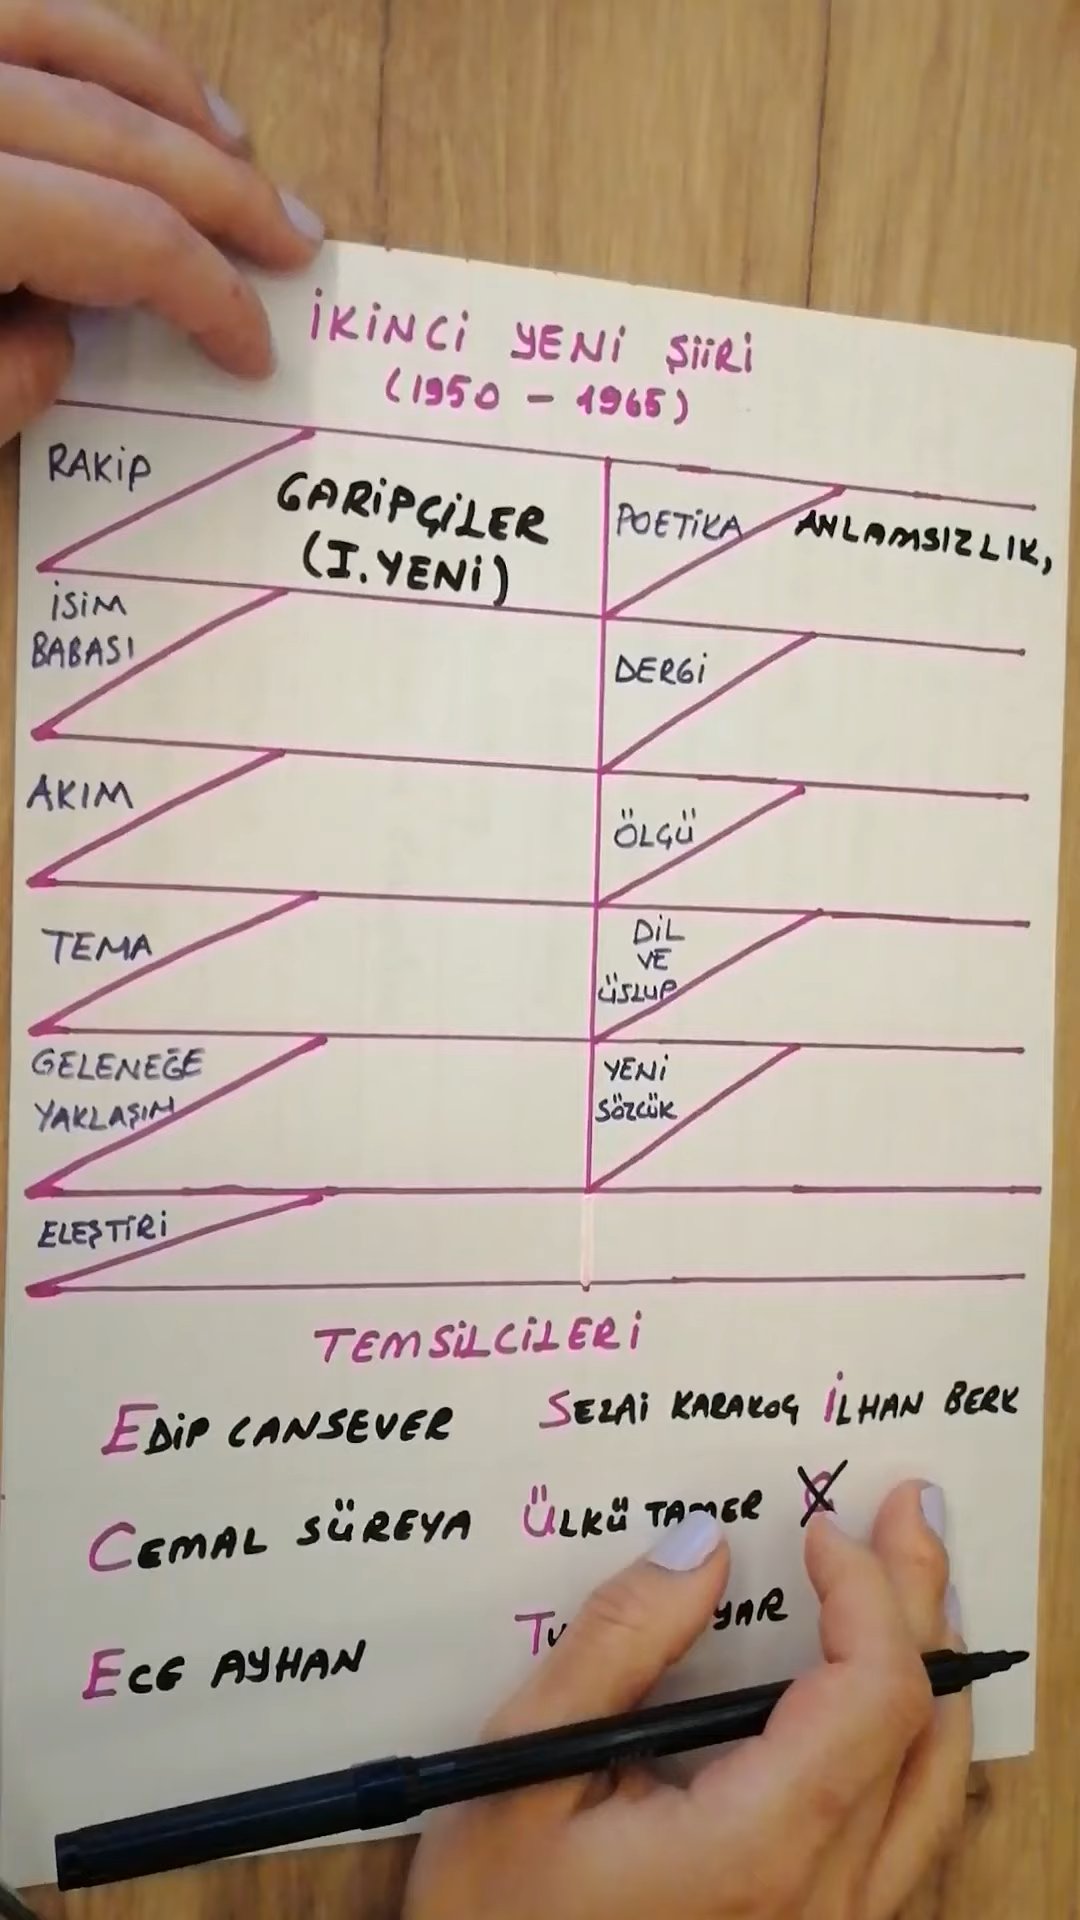 İKİNCİ YENİ ŞİİRİ
(1950 - 1965)
RAKİP
GARİPÇİLER
(I. YENİ)
POETİKA
ANLAMSIZLIK,
İSİM
BABASI
DERGİ
AKIM
ÖLÇÜ
TEMA
DİL
VE
ÜSLUP
GELENEĞE
YAKLAŞIM
YENİ
SÖZCÜK
ELEŞTİRİ
TEMSİLCİLERİ
EDİP CANSEVER SEZAİ KARAKOÇ İLHAN BERK
CEMAL SÜREYA ÜLKÜ TAMER
ECE AYHAN